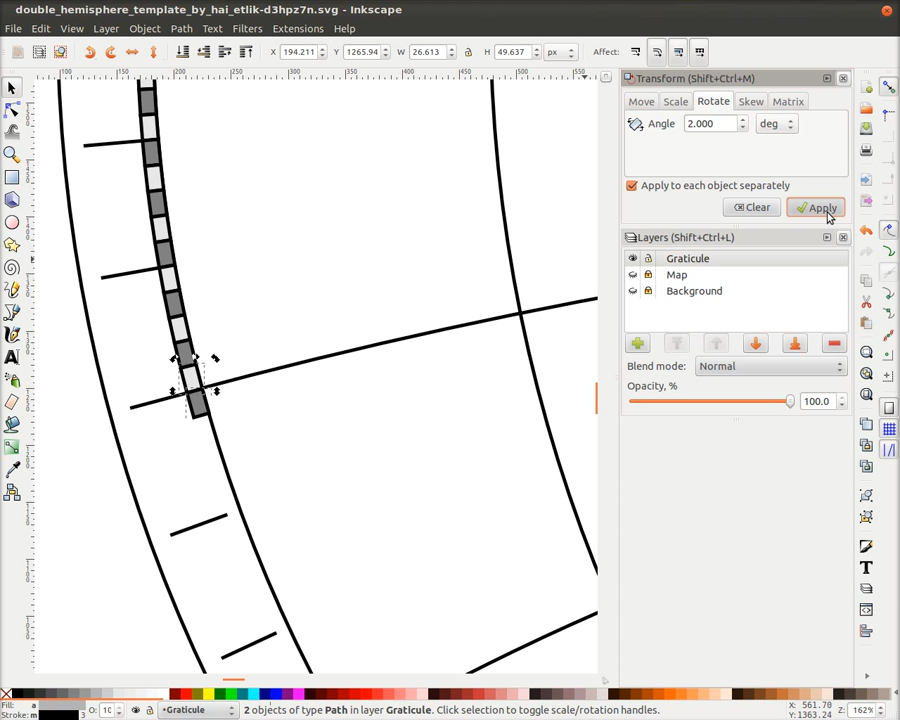 double_hemisphere_template_by_hai_etlik-d3hpz7n.svg - Inkscape
File Edit View Layer Object Path Text Filters Extensions Help
X 194.211 Y 1265.94 W 26.613 H 49.637 px Affect:
100 150 200 250 300 350 400 450 500 550
Transform (Shift+Ctrl+M)
Move Scale Rotate Skew Matrix
Angle 2.000 deg
Apply to each object separately
Clear Apply
Layers (Shift+Ctrl+L)
Graticule
Map
Background
Blend mode: Normal
Opacity, % 100.0
Fill: a
Stroke: m 3
O: 10
•Graticule
2 objects of type Path in layer Graticule. Click selection to toggle scale/rotation handles.
X: 561.70
Y: 1363.24
Z: 162%